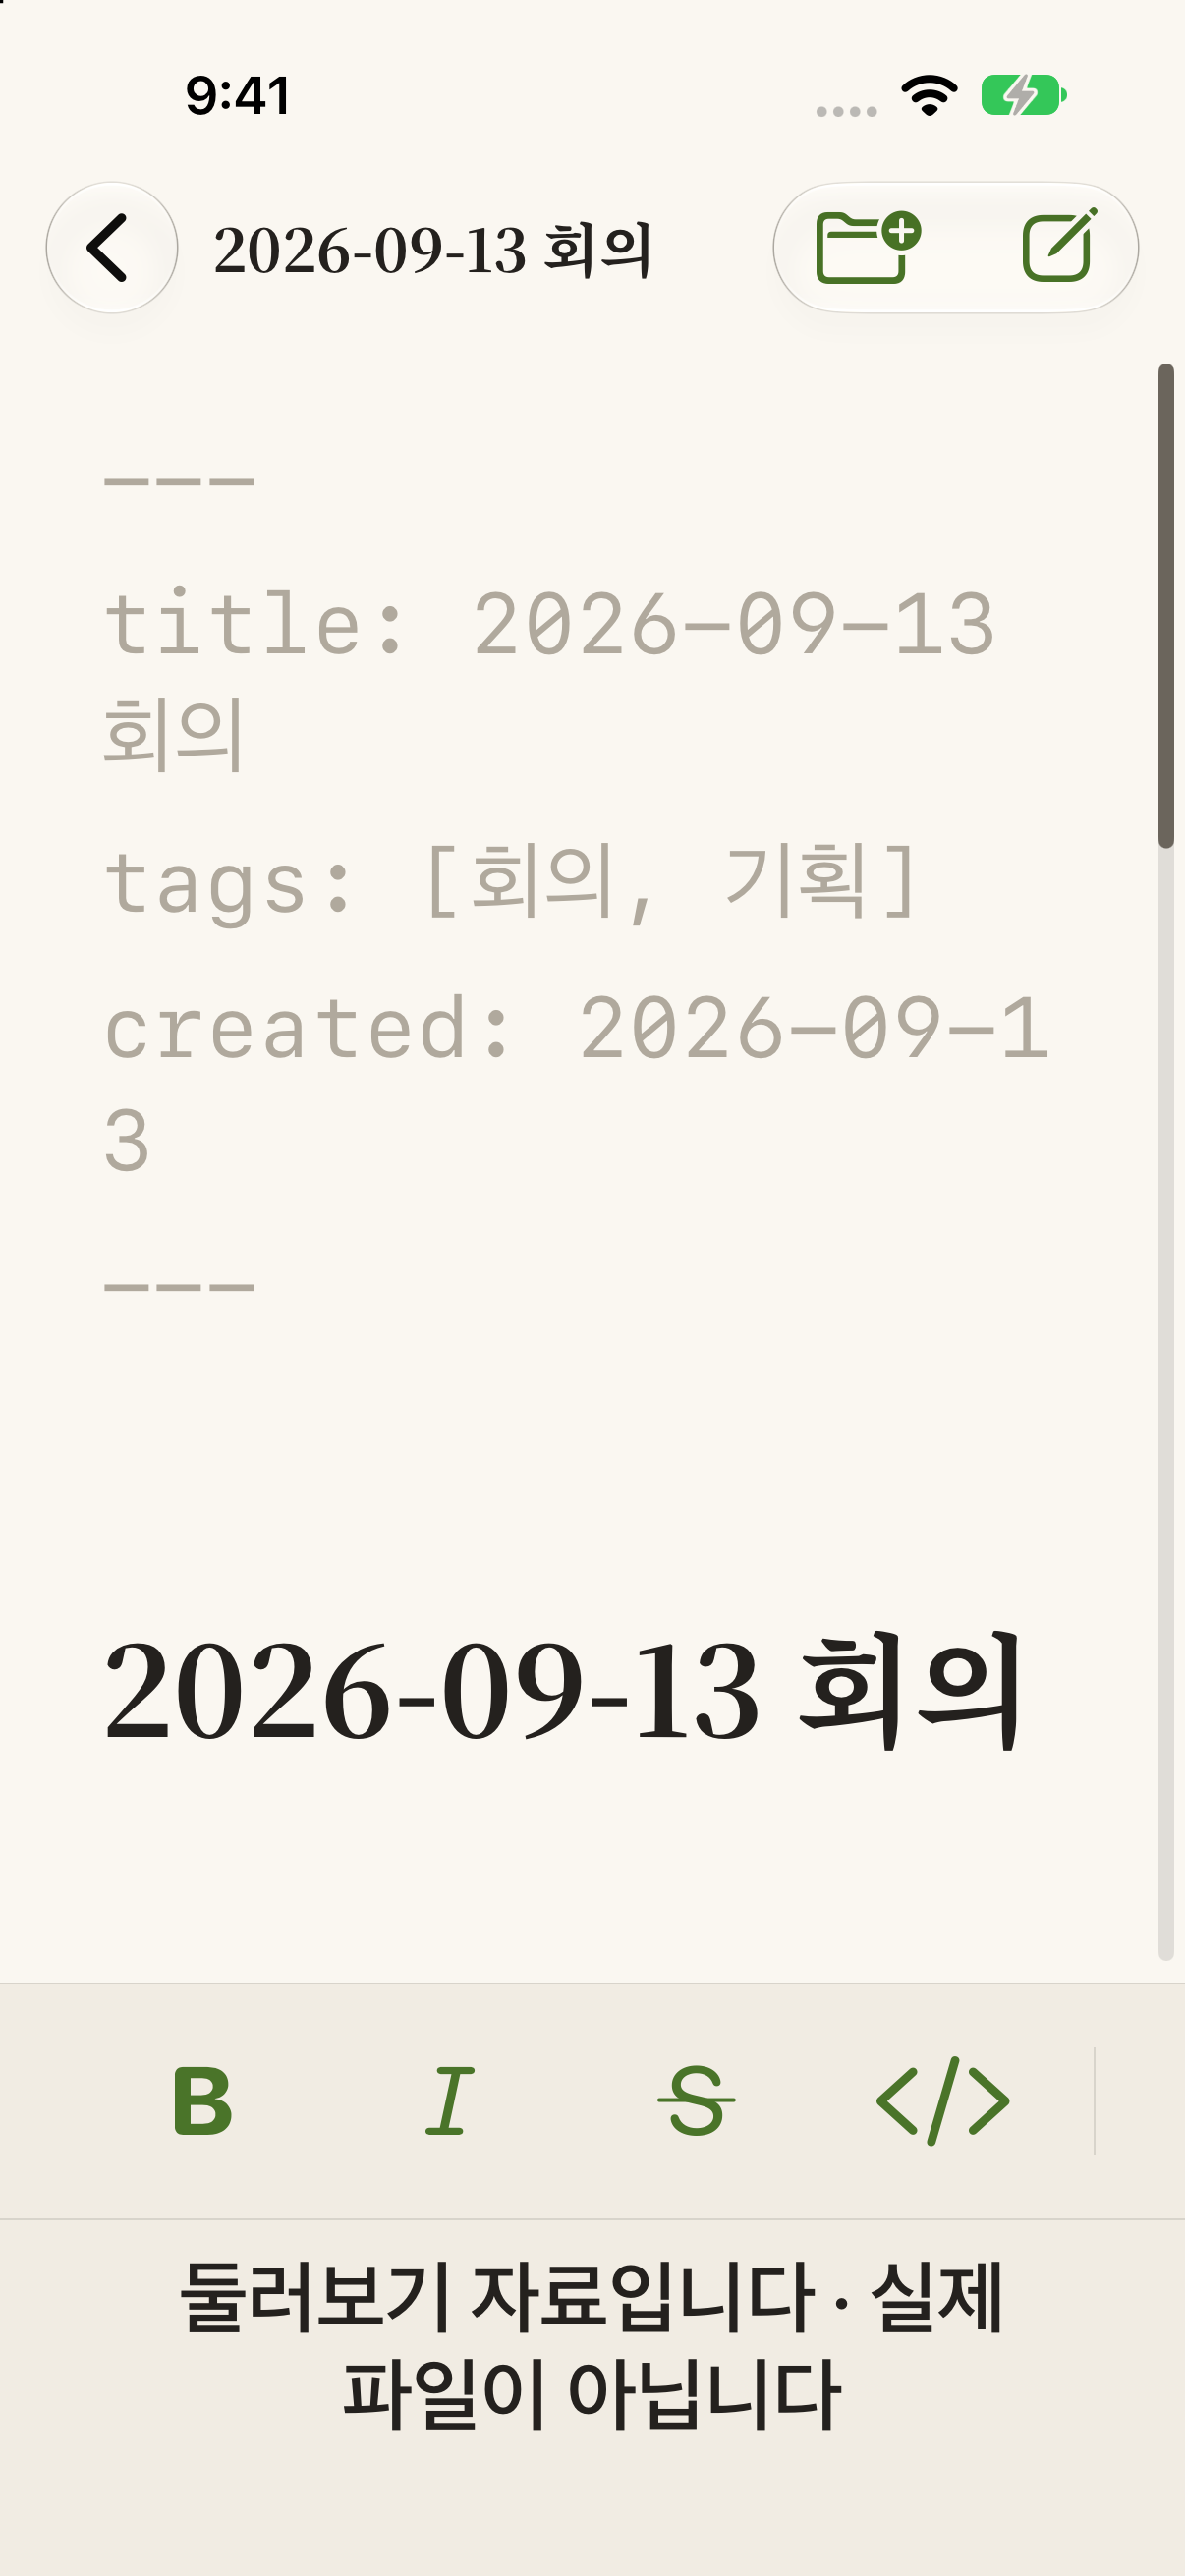 9:41
2026-09-13 회의
---
title: 2026-09-13
회의
tags: [회의, 기획]
created: 2026-09-1
3
---
2026-09-13 회의
B I S </>
둘러보기 자료입니다 · 실제
파일이 아닙니다